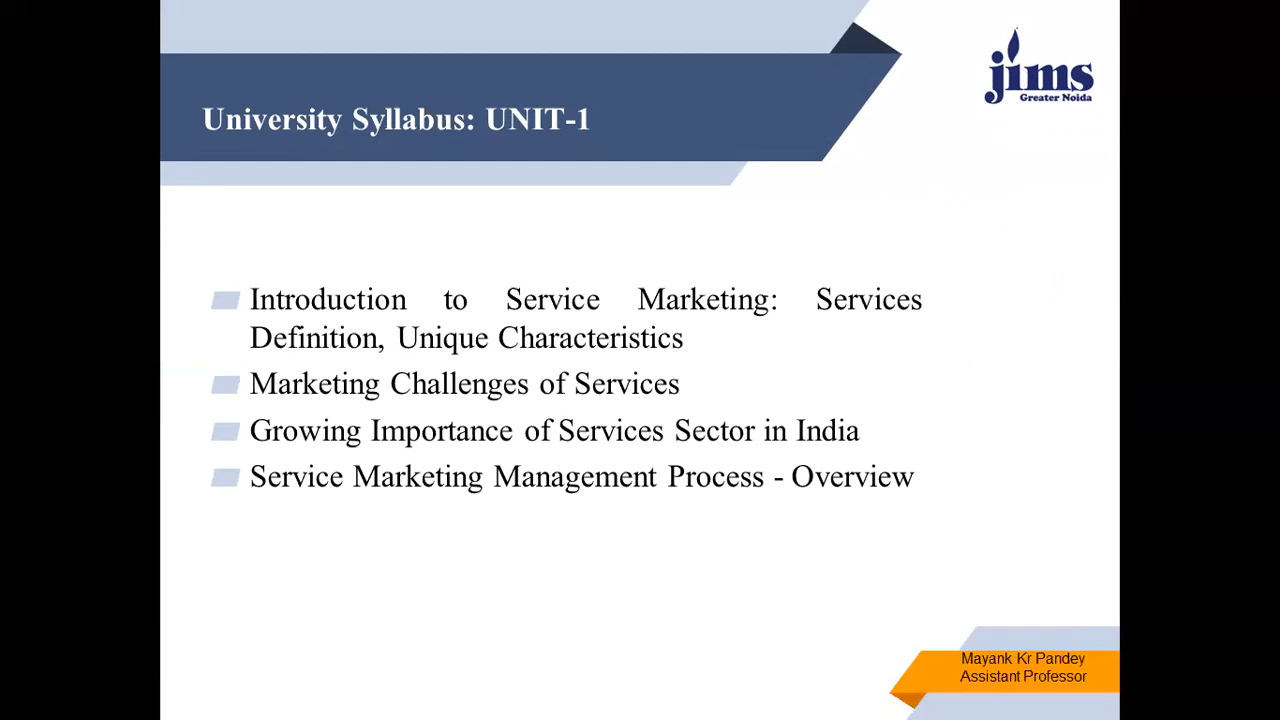 jims
Greater Noida
University Syllabus: UNIT-1
Introduction to Service Marketing: Services
Definition, Unique Characteristics
Marketing Challenges of Services
Growing Importance of Services Sector in India
Service Marketing Management Process - Overview
Mayank Kr Pandey
Assistant Professor